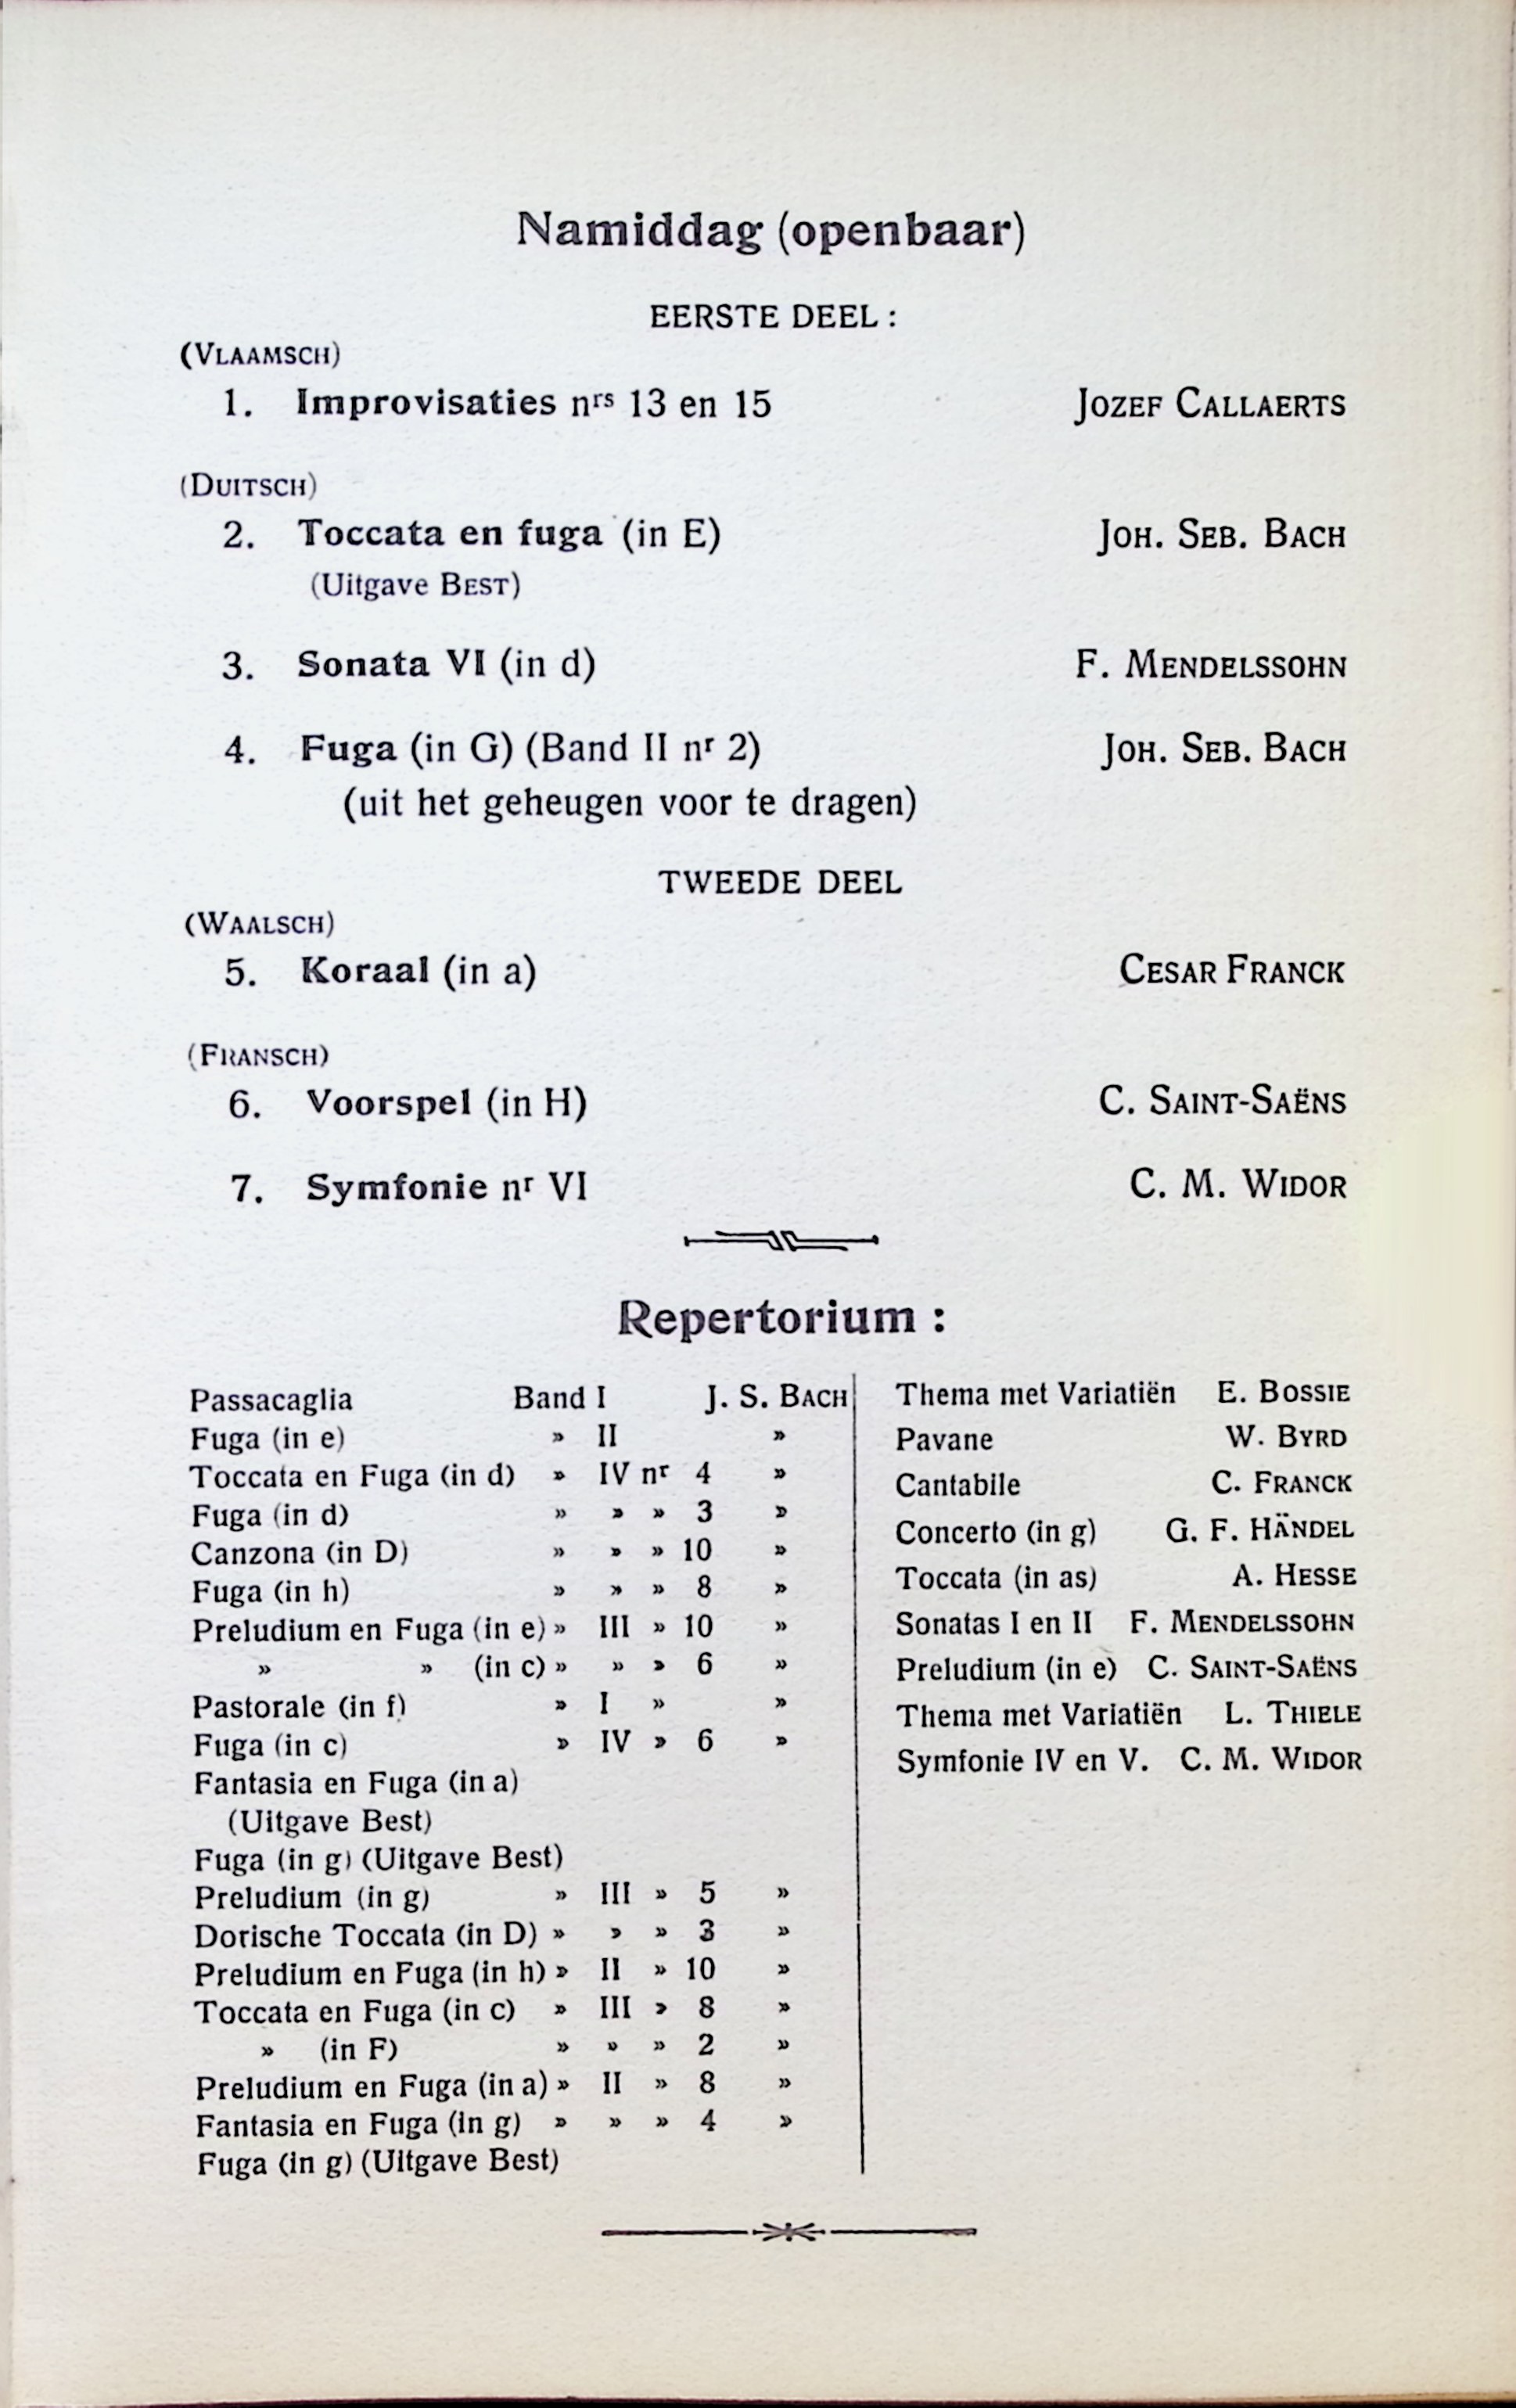 Namiddag (openbaar)
EERSTE DEEL :
(VLAAMSCH)
1. Improvisaties nrs 13 en 15 JOZEF CALLAERTS
(DUITSCH)
2. Toccata en fuga (in E) JOH. SEB. BACH
(Uitgave BEST)
3. Sonata VI (in d) F. MENDELSSOHN
4. Fuga (in G) (Band II nr 2) JOH. SEB. BACH
(uit het geheugen voor te dragen)
TWEEDE DEEL
(WAALSCH)
5. Koraal (in a) CESAR FRANCK
(FRANSCH)
6. Voorspel (in H) C. SAINT-SAËNS
7. Symfonie nr VI C. M. WIDOR
Repertorium :
Passacaglia Band I J. S. BACH
Fuga (in e) » II »
Toccata en Fuga (in d) » IV nr 4 »
Fuga (in d) » » » 3 »
Canzona (in D) » » » 10 »
Fuga (in h) » » » 8 »
Preludium en Fuga (in e) » III » 10 »
» » (in c) » » » 6 »
Pastorale (in f) » I » »
Fuga (in c) » IV » 6 »
Fantasia en Fuga (in a)
(Uitgave Best)
Fuga (in g) (Uitgave Best)
Preludium (in g) » III » 5 »
Dorische Toccata (in D) » » » 3 »
Preludium en Fuga (in h) » II » 10 »
Toccata en Fuga (in c) » III » 8 »
» (in F) » » » 2 »
Preludium en Fuga (in a) » II » 8 »
Fantasia en Fuga (in g) » » » 4 »
Fuga (in g) (Uitgave Best)
Thema met Variatiën E. BOSSIE
Pavane W. BYRD
Cantabile C. FRANCK
Concerto (in g) G. F. HÄNDEL
Toccata (in as) A. HESSE
Sonatas I en II F. MENDELSSOHN
Preludium (in e) C. SAINT-SAËNS
Thema met Variatiën L. THIELE
Symfonie IV en V. C. M. WIDOR